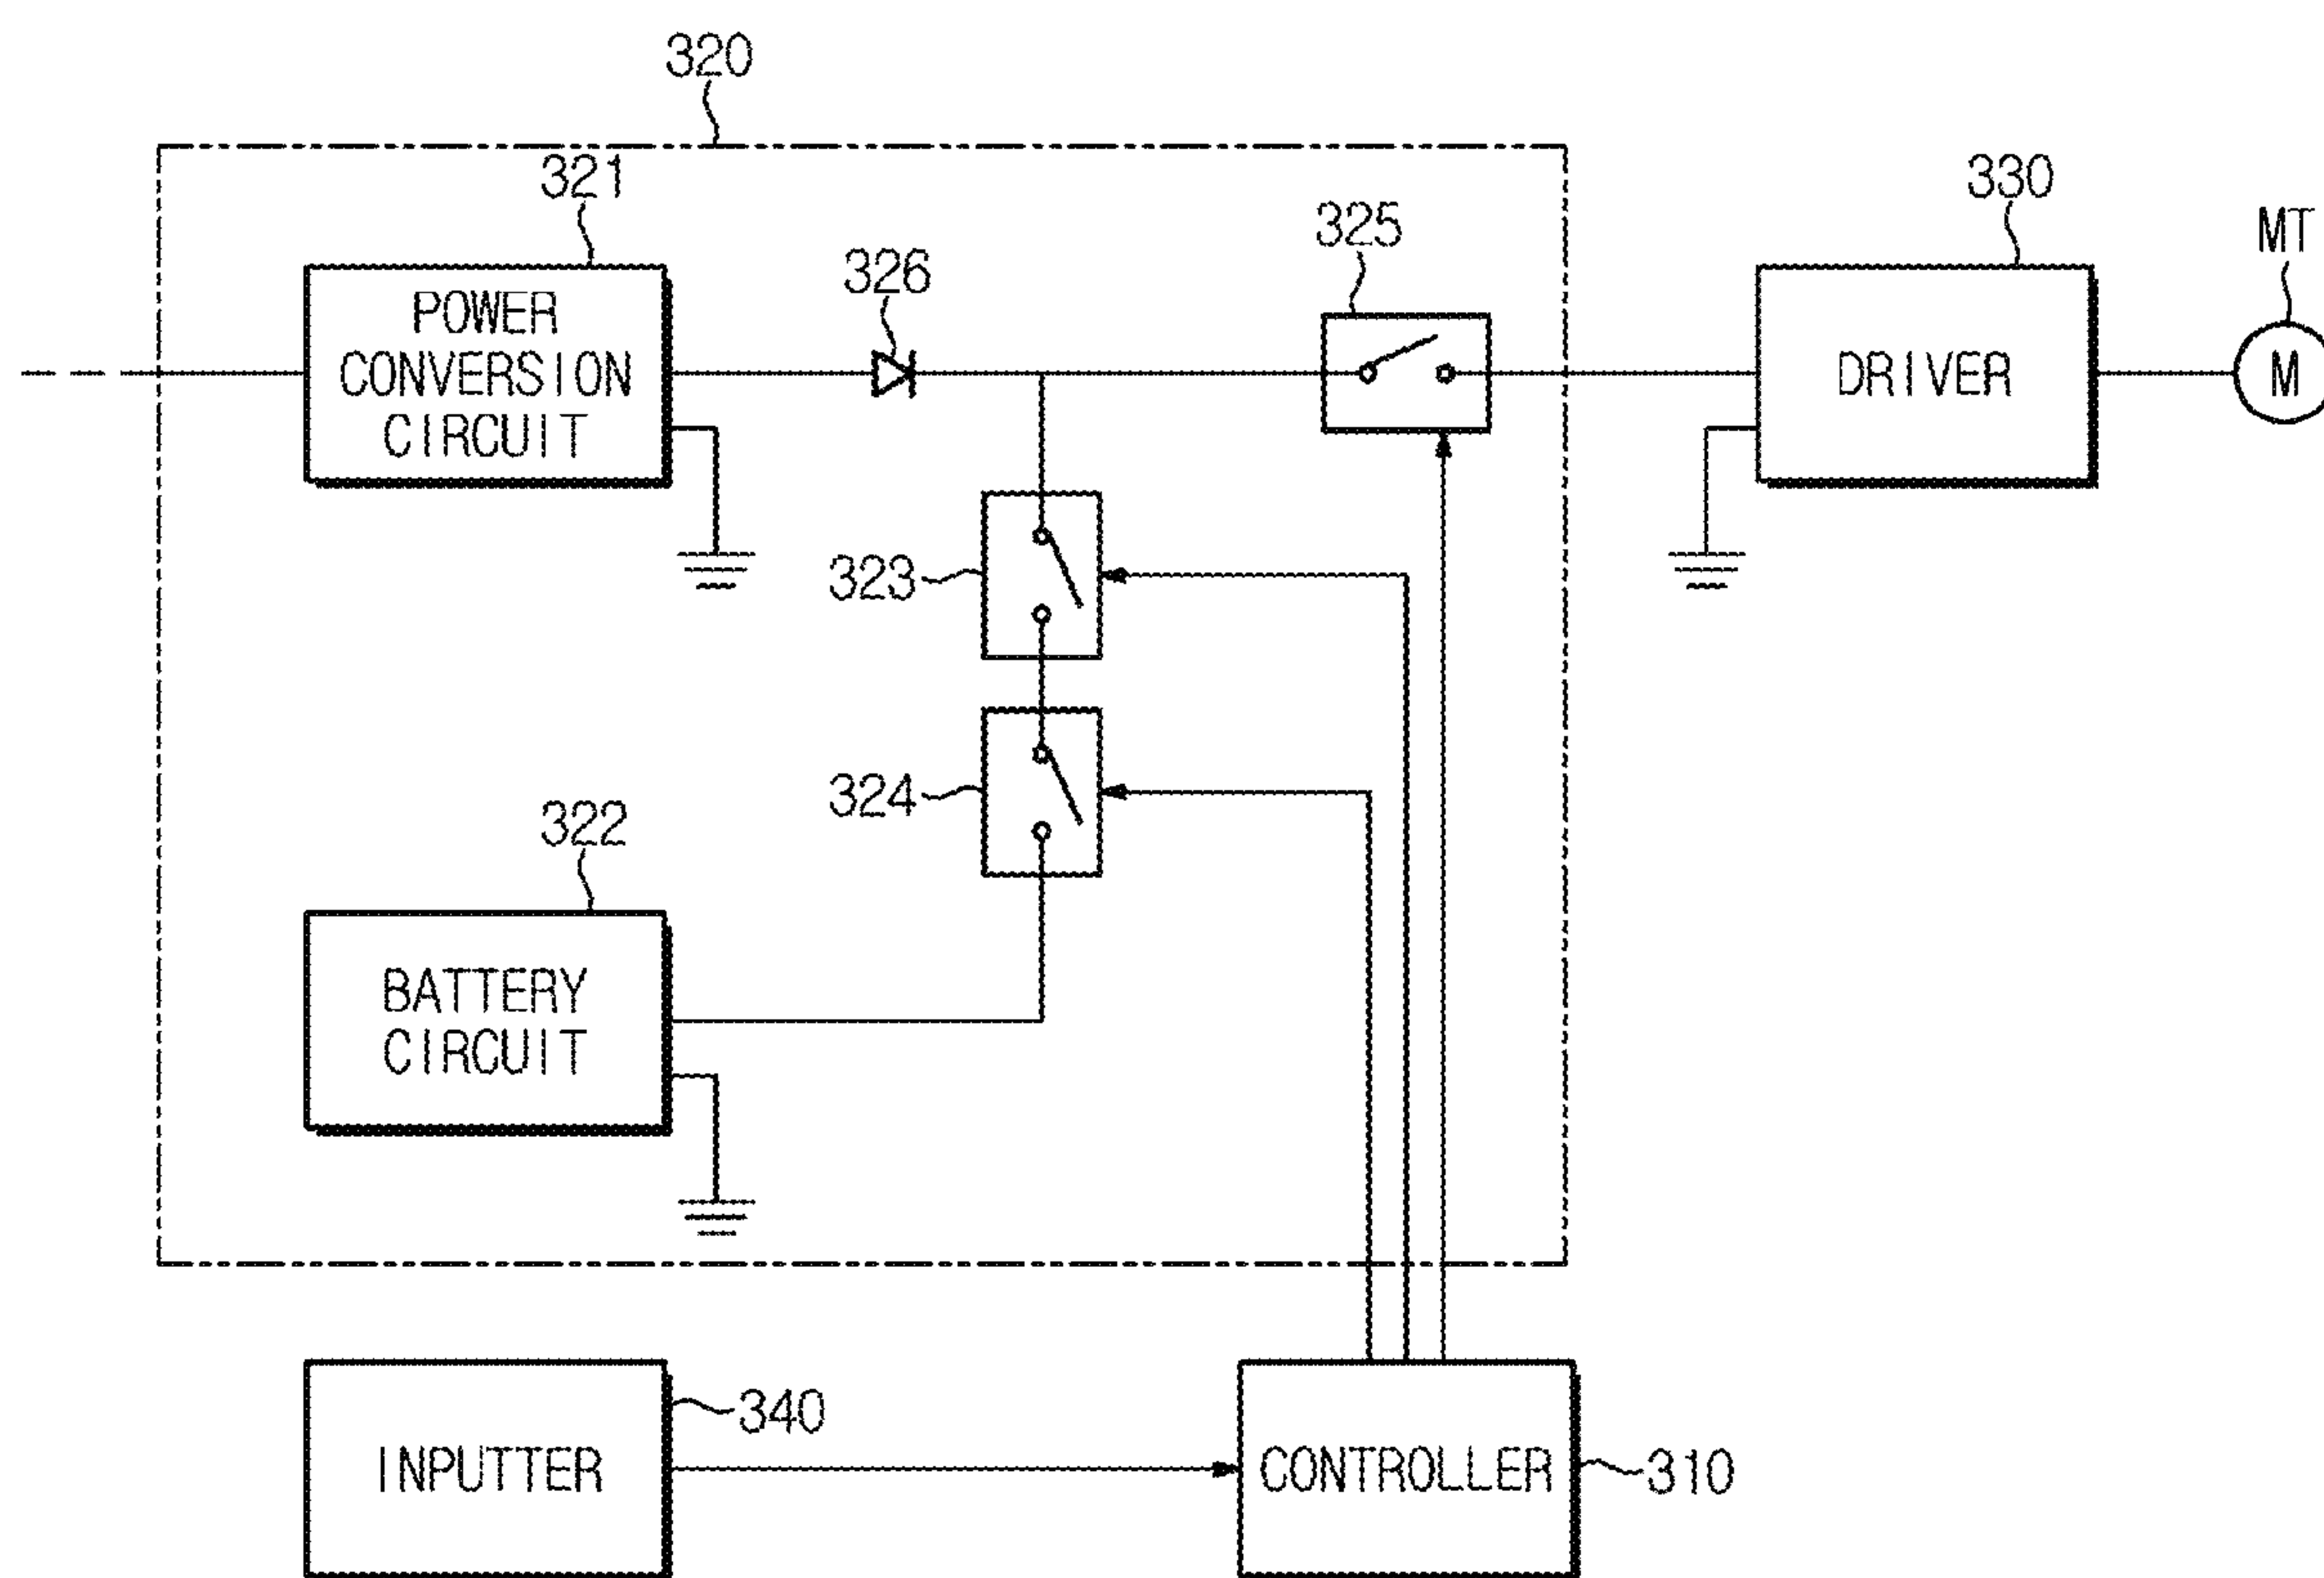 320
321
330
MT
325
326
POWER
CONVERSION
CIRCUIT
DRIVER
M
323
324
322
BATTERY
CIRCUIT
340
INPUTTER
CONTROLLER
310